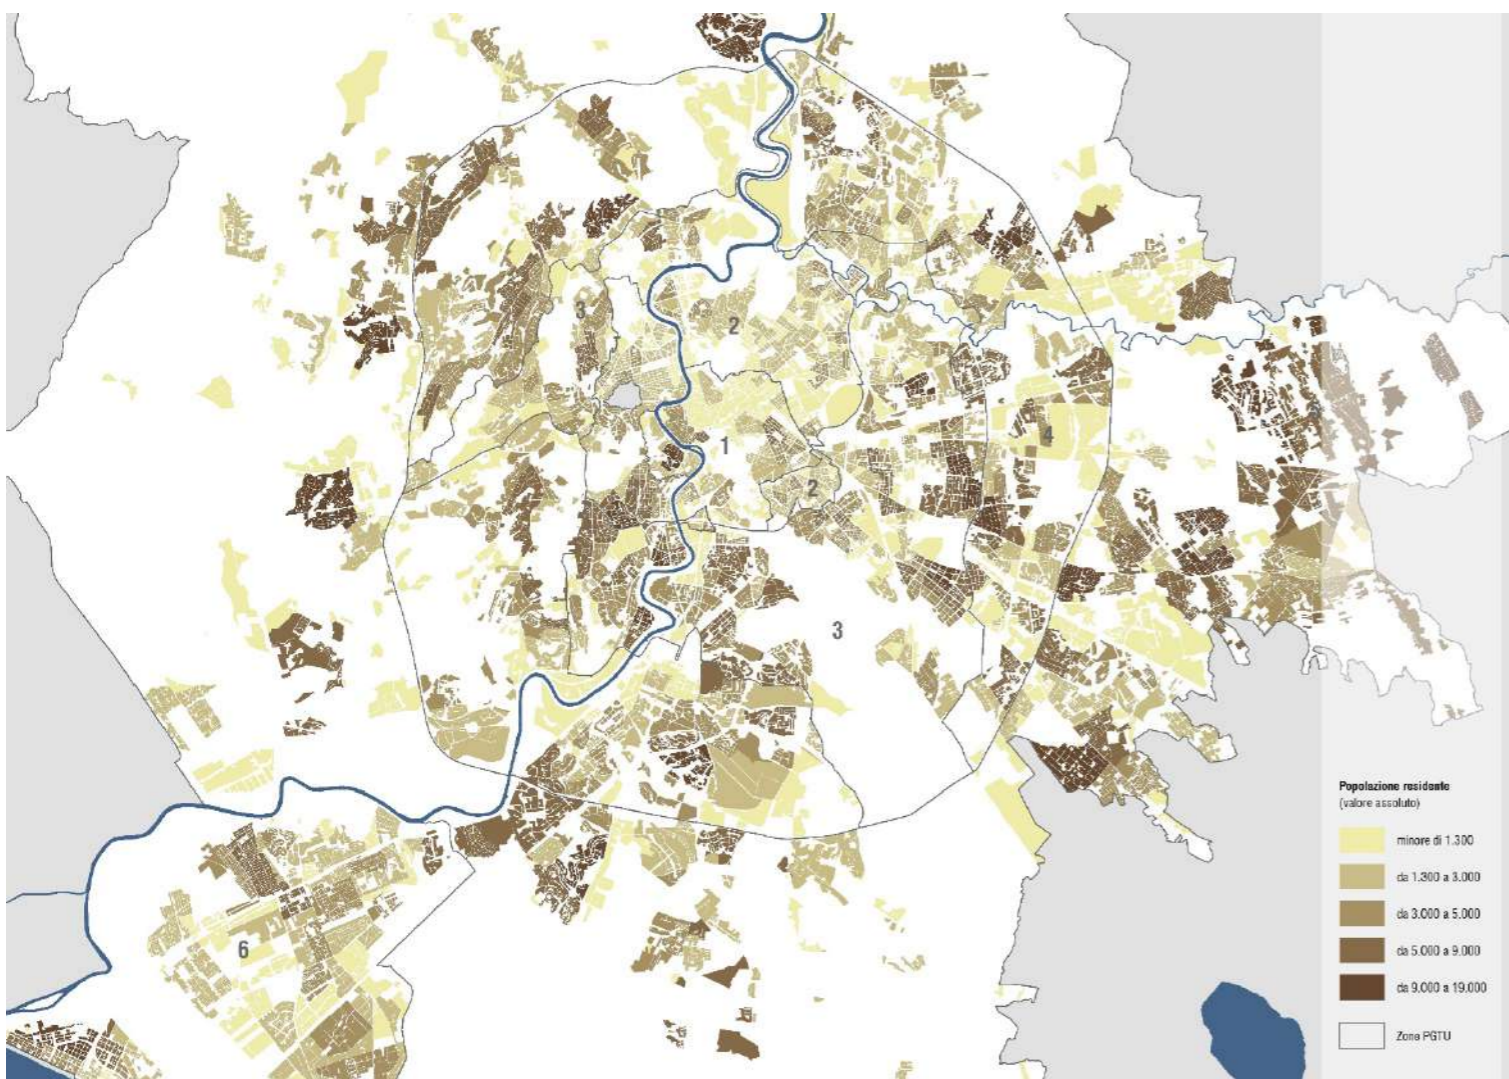 3
2
4
1
2
3
6
Popolazione residente
(valore assoluto)
minore di 1.300
da 1.300 a 3.000
da 3.000 a 5.000
da 5.000 a 9.000
da 9.000 a 19.000
Zone PGTU